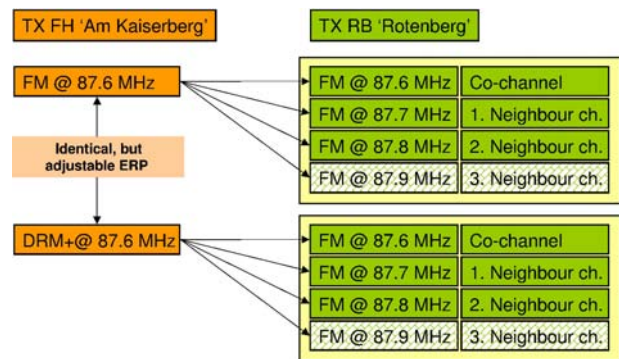 TX FH 'Am Kaiserberg'
TX RB 'Rotenberg'
FM @ 87.6 MHz
FM @ 87.6 MHz Co-channel
FM @ 87.7 MHz 1. Neighbour ch.
FM @ 87.8 MHz 2. Neighbour ch.
FM @ 87.9 MHz 3. Neighbour ch.
Identical, but
adjustable ERP
DRM+@ 87.6 MHz
FM @ 87.6 MHz Co-channel
FM @ 87.7 MHz 1. Neighbour ch.
FM @ 87.8 MHz 2. Neighbour ch.
FM @ 87.9 MHz 3. Neighbour ch.